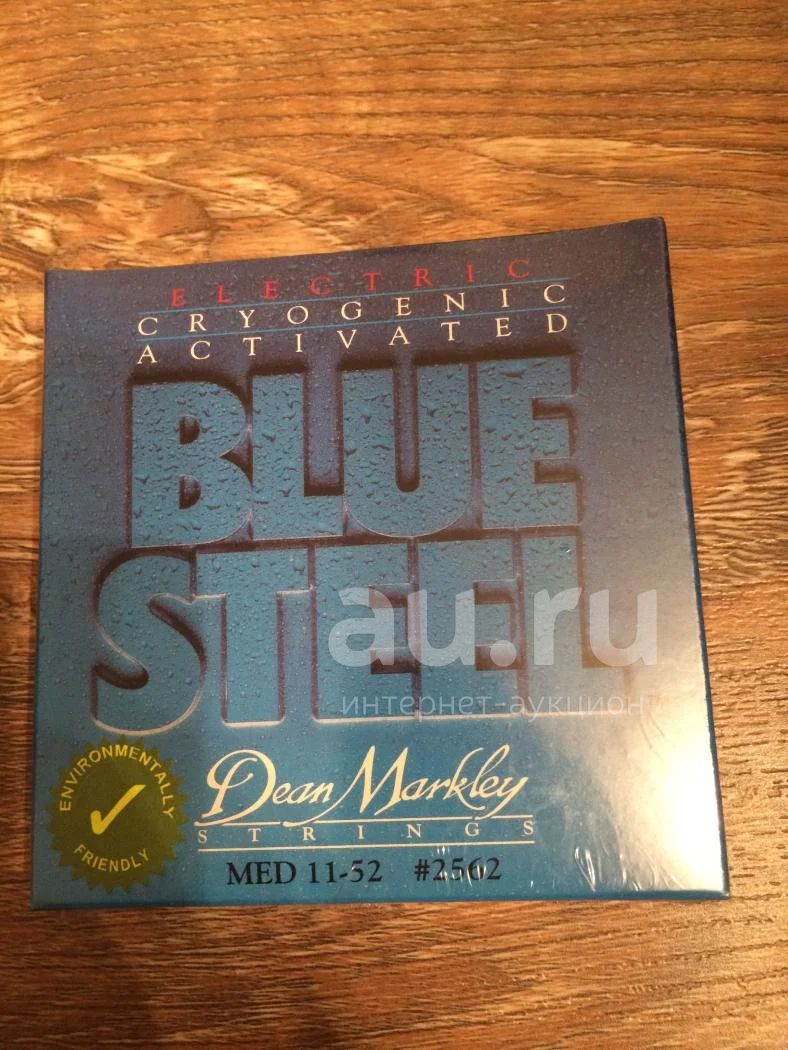 ELECTRIC
CRYOGENIC
ACTIVATED
BLUE
STEEL
au.ru
интернет-аукцион
ENVIRONMENTALLY
FRIENDLY
Dean Markley
STRINGS
MED 11-52 #2562